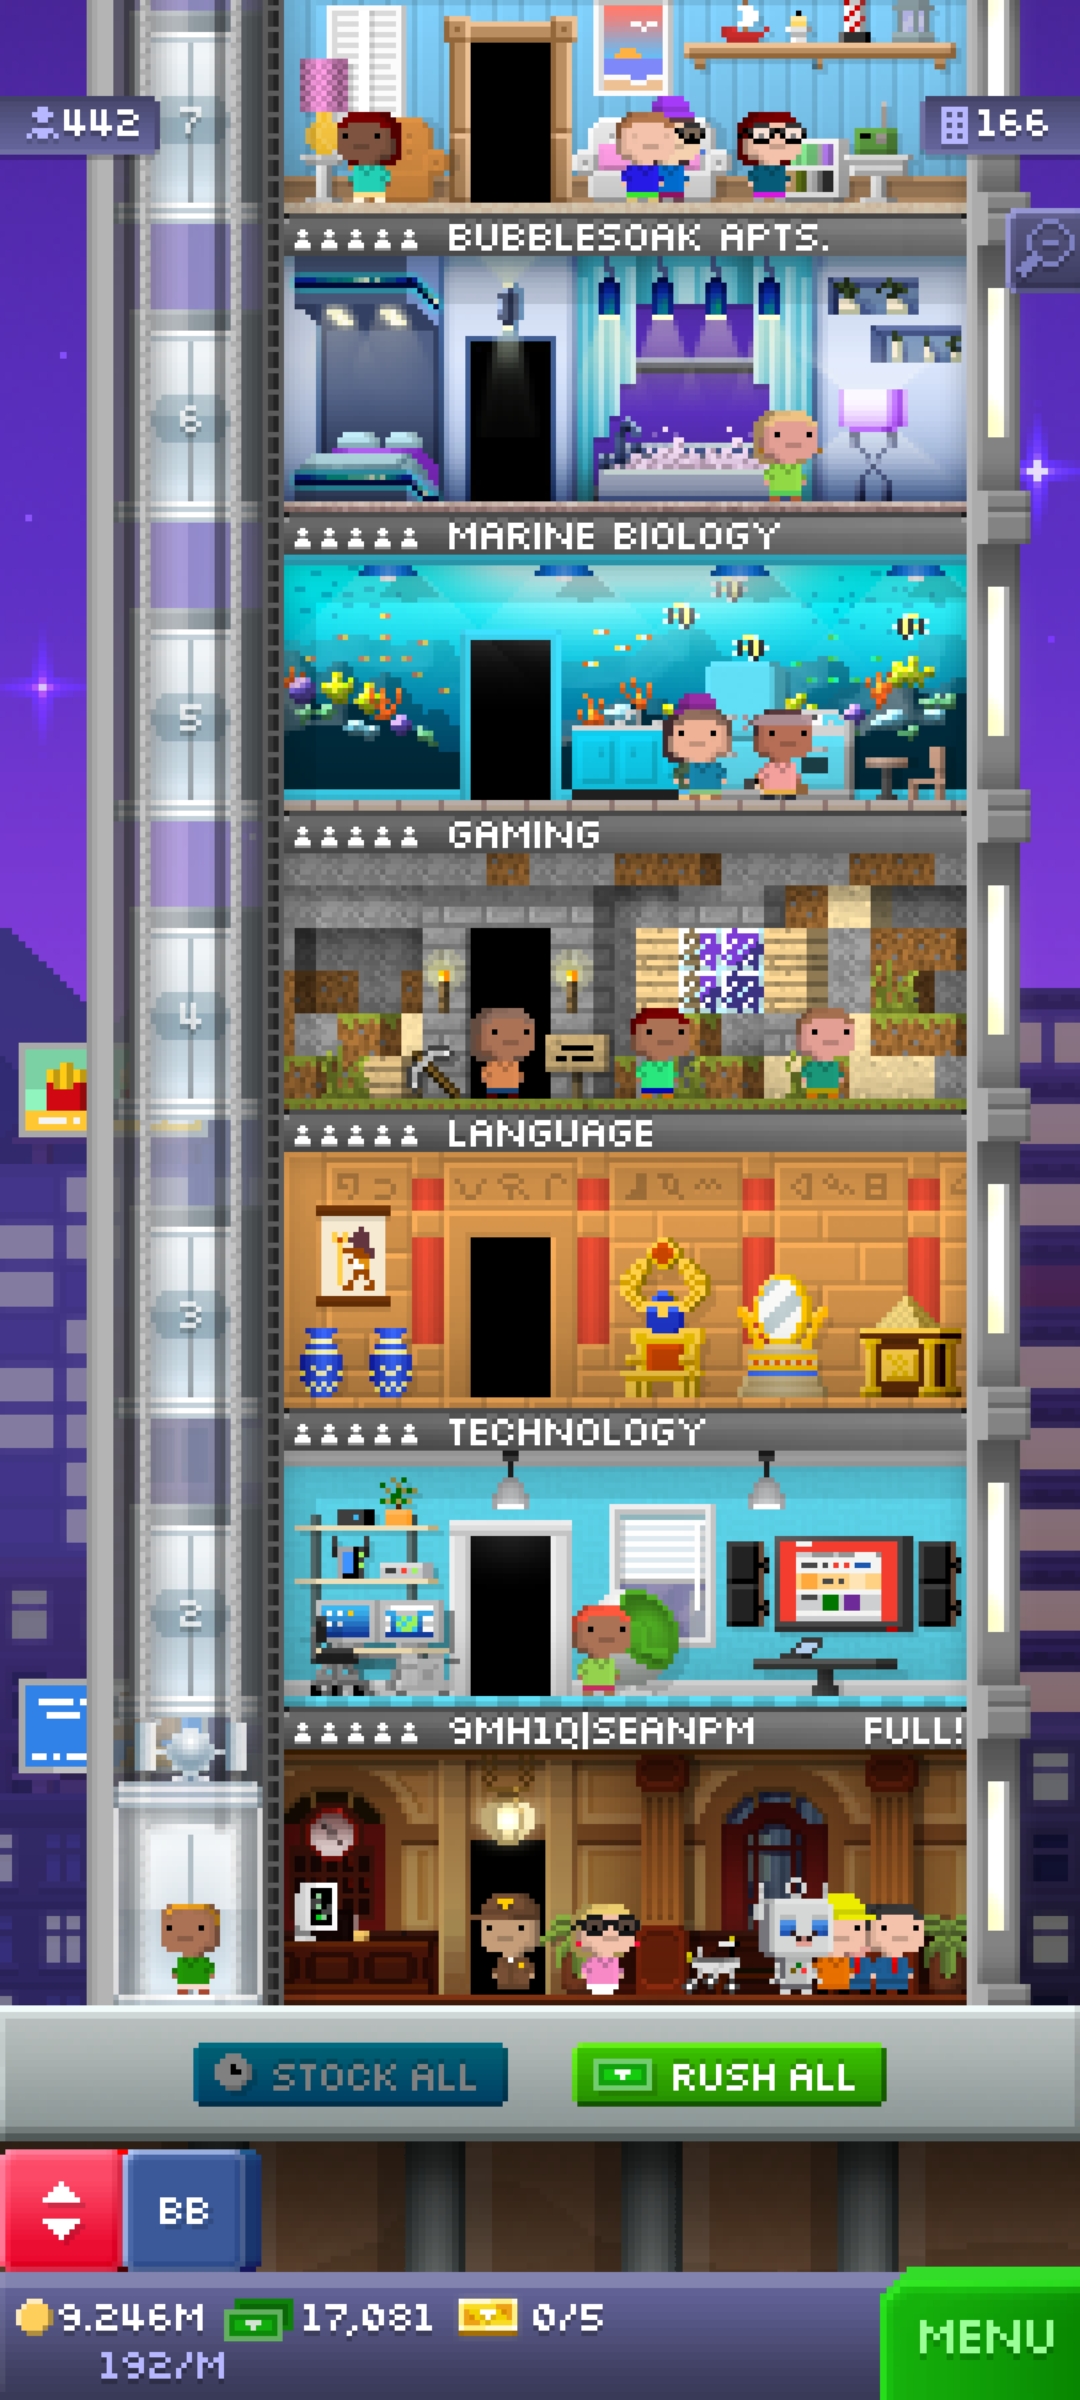 442
7
166
BUBBLESOAK APTS.
6
MARINE BIOLOGY
5
GAMING
4
LANGUAGE
3
TECHNOLOGY
2
9MH1Q|SEANPM FULL!
STOCK ALL
RUSH ALL
BB
9.246M 17,081 0/5
192/M
MENU